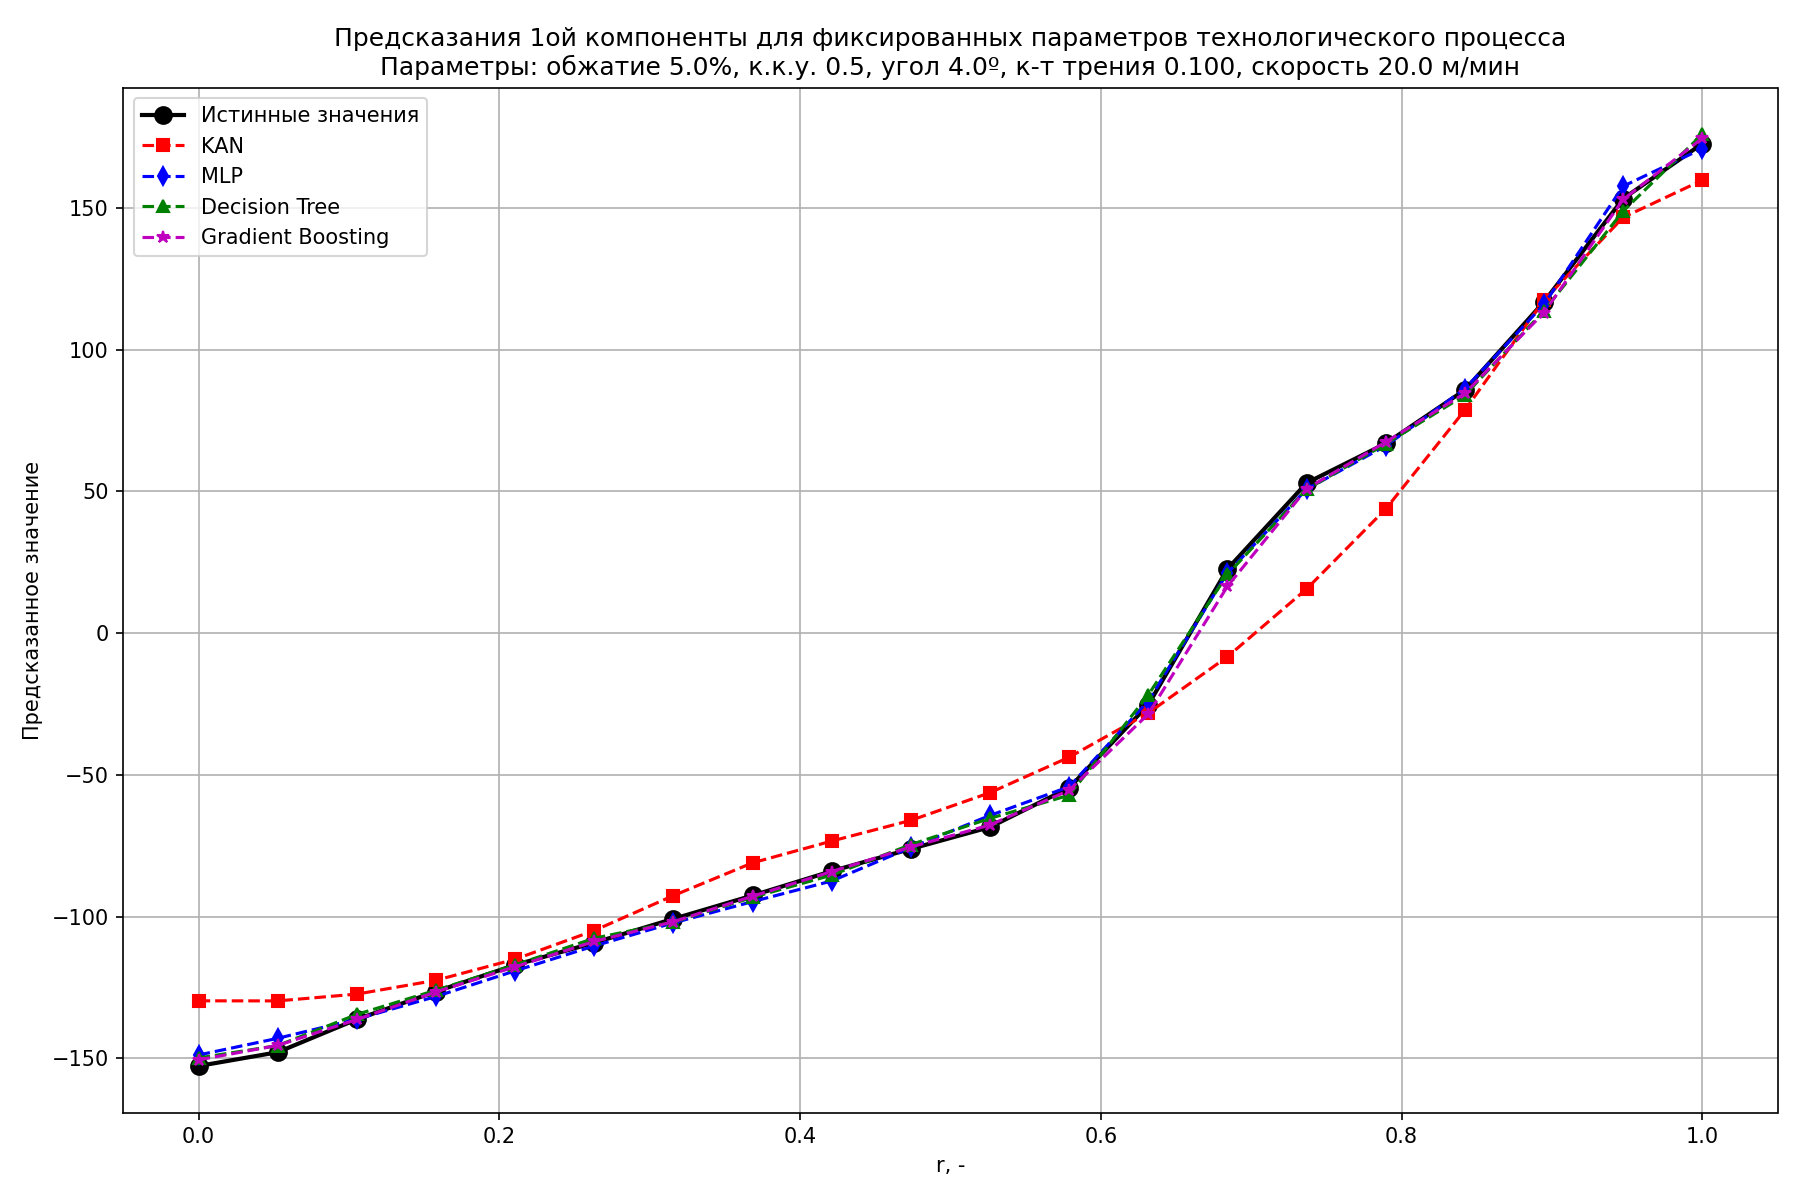 Предсказания 1ой компоненты для фиксированных параметров технологического процесса
Параметры: обжатие 5.0%, к.к.у. 0.5, угол 4.0º, к-т трения 0.100, скорость 20.0 м/мин
Истинные значения
KAN
MLP
Decision Tree
Gradient Boosting
Предсказанное значение
150
100
50
0
−50
−100
−150
0.0
0.2
0.4
0.6
0.8
1.0
r, -